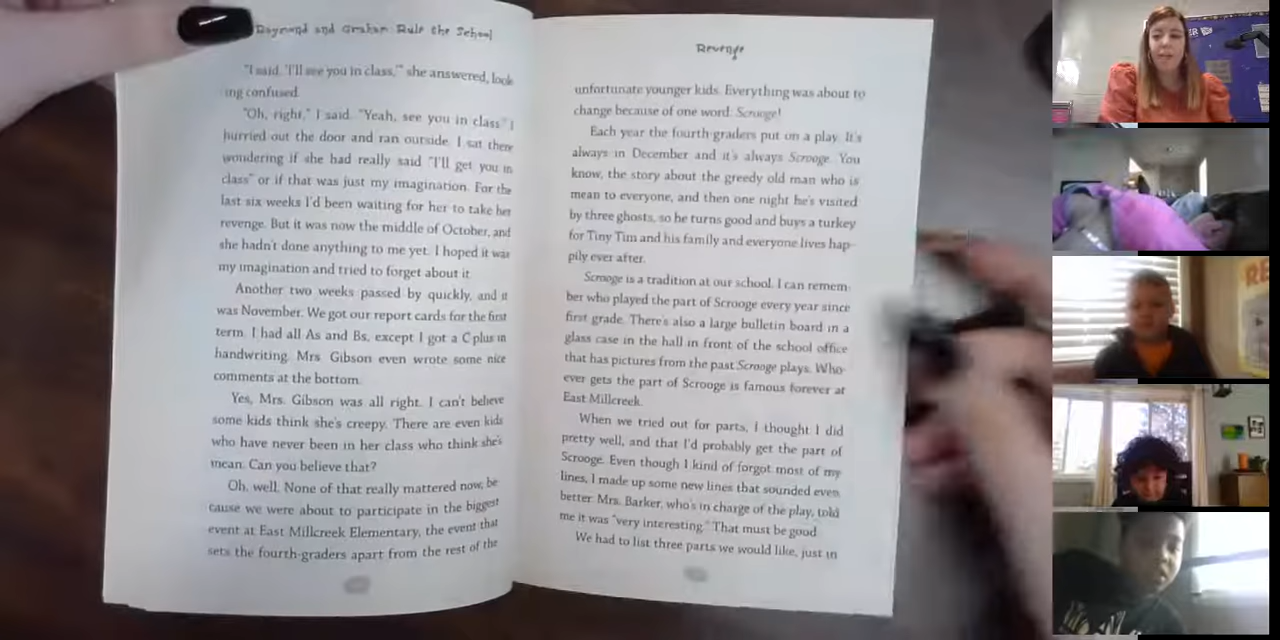 Raymond and Graham Rule the School
"I said, 'I'll see you in class,'" she answered, look
ing confused.
"Oh, right," I said. "Yeah, see you in class." I
hurried out the door and ran outside. I sat there
wondering if she had really said "I'll get you in
class" or if that was just my imagination. For the
last six weeks I'd been waiting for her to take her
revenge. But it was now the middle of October, and
she hadn't done anything to me yet. I hoped it was
my imagination and tried to forget about it.
Another two weeks passed by quickly, and it
was November. We got our report cards for the first
term. I had all As and Bs, except I got a C plus in
handwriting. Mrs. Gibson even wrote some nice
comments at the bottom.
Yes, Mrs. Gibson was all right. I can't believe
some kids think she's creepy. There are even kids
who have never been in her class who think she's
mean. Can you believe that?
Oh, well. None of that really mattered now, be
cause we were about to participate in the biggest
event at East Millcreek Elementary, the event that
sets the fourth-graders apart from the rest of the
Revenge
unfortunate younger kids. Everything was about to
change because of one word: Scrooge!
Each year the fourth-graders put on a play. It's
always in December and it's always Scrooge. You
know, the story about the greedy old man who is
mean to everyone, and then one night he's visited
by three ghosts, so he turns good and buys a turkey
for Tiny Tim and his family and everyone lives hap-
pily ever after.
Scrooge is a tradition at our school. I can remem-
ber who played the part of Scrooge every year since
first grade. There's also a large bulletin board in a
glass case in the hall in front of the school office
that has pictures from the past Scrooge plays. Who-
ever gets the part of Scrooge is famous forever at
East Millcreek.
When we tried out for parts, I thought I did
pretty well, and that I'd probably get the part of
Scrooge. Even though I kind of forgot most of my
lines, I made up some new lines that sounded even
better. Mrs. Barker, who's in charge of the play, told
me it was "very interesting." That must be good.
We had to list three parts we would like, just in